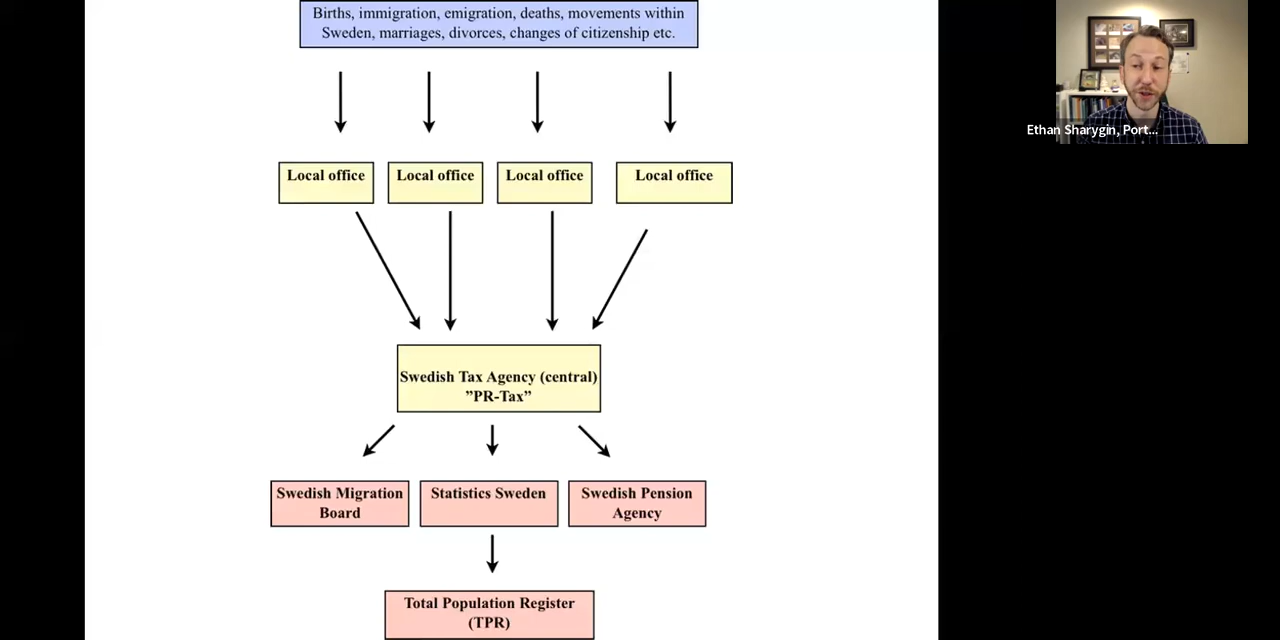 Births, immigration, emigration, deaths, movements within
Sweden, marriages, divorces, changes of citizenship etc.
Ethan Sharygin, Port...
Local office
Local office
Local office
Local office
Swedish Tax Agency (central)
”PR-Tax”
Swedish Migration
Board
Statistics Sweden
Swedish Pension
Agency
Total Population Register
(TPR)